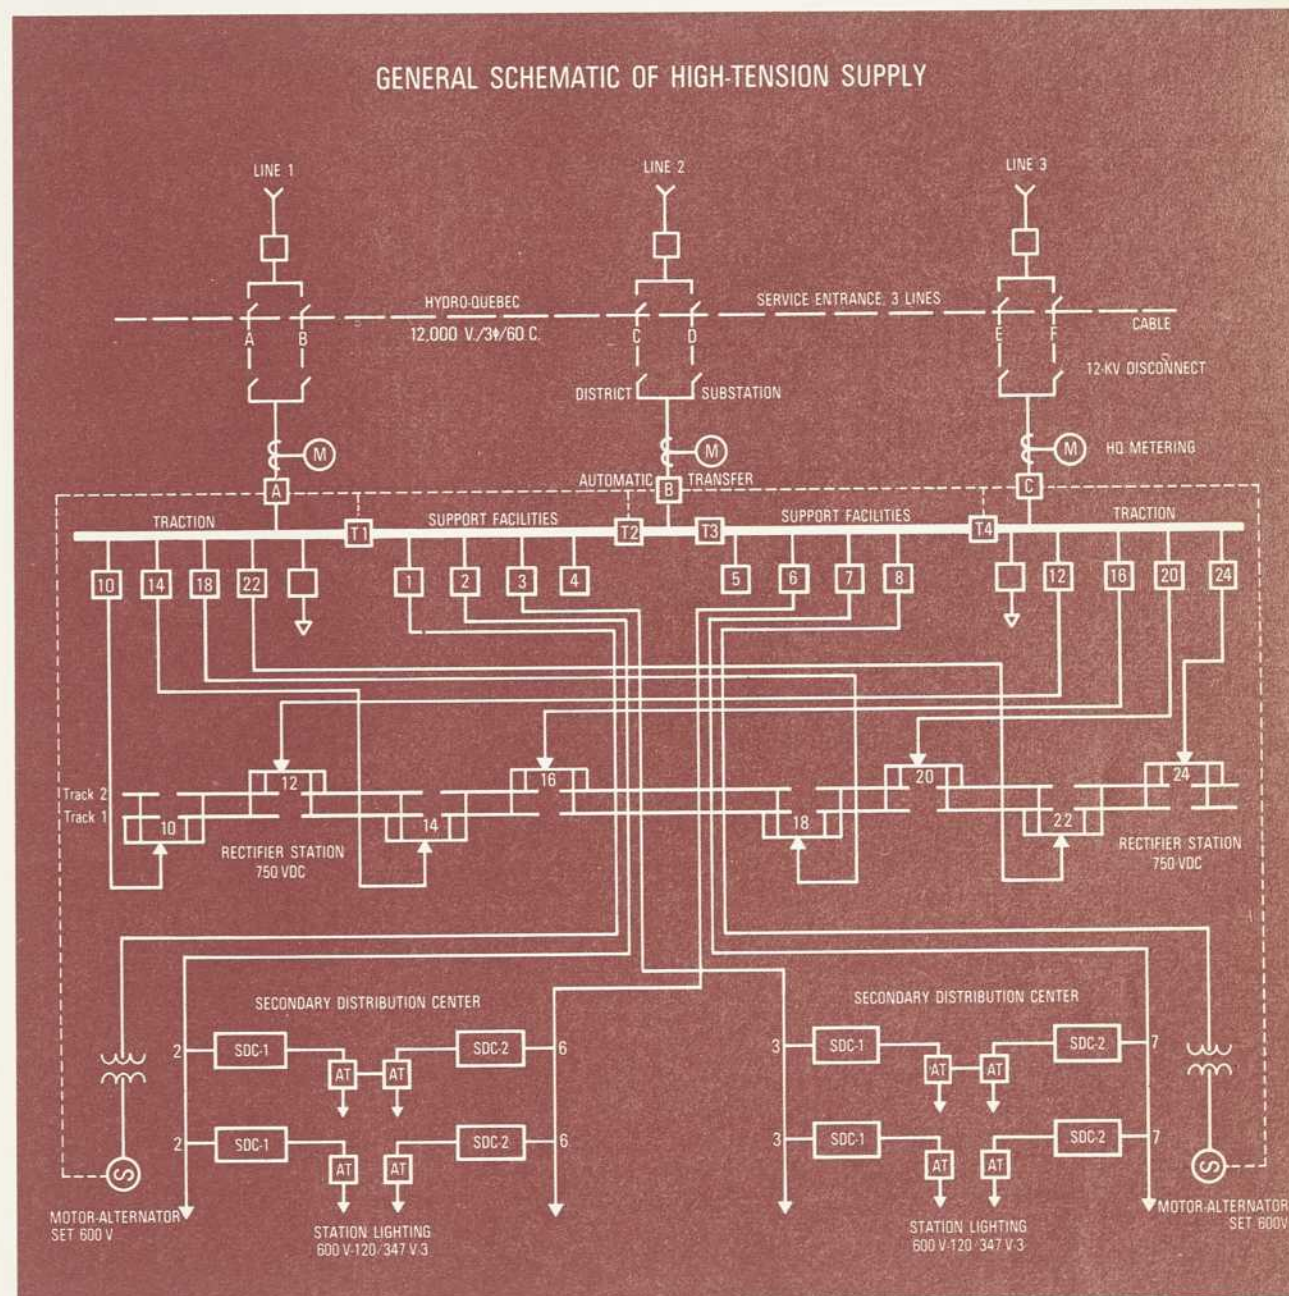 GENERAL SCHEMATIC OF HIGH-TENSION SUPPLY
LINE 1
LINE 2
LINE 3
HYDRO-QUEBEC
SERVICE ENTRANCE, 3 LINES
12,000 V./3ϕ/60 C.
CABLE
A B C D E F
12-KV DISCONNECT
DISTRICT SUBSTATION
M M M
HQ METERING
AUTOMATIC TRANSFER
A B C
TRACTION
SUPPORT FACILITIES
SUPPORT FACILITIES
TRACTION
T1 T2 T3 T4
10 14 18 22 1 2 3 4 5 6 7 8 12 16 20 24
12 16 20 24
Track 2
Track 1
10 14 18 22
RECTIFIER STATION
750 VDC
RECTIFIER STATION
750 VDC
SECONDARY DISTRIBUTION CENTER
SECONDARY DISTRIBUTION CENTER
2 SDC-1 SDC-2 6 3 SDC-1 SDC-2 7
AT AT AT AT
2 SDC-1 SDC-2 6 3 SDC-1 SDC-2 7
AT AT AT AT
S S
MOTOR-ALTERNATOR
SET 600 V
STATION LIGHTING
600 V-120/347 V-3
STATION LIGHTING
600 V-120/347 V-3
MOTOR-ALTERNATOR
SET 600V